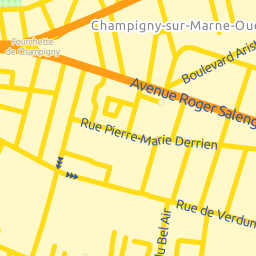 Champigny-sur-Marne-Oue
Fourchette
de Champigny
Boulevard Arist
Avenue Roger Saleng
Rue Pierre-Marie Derrien
Rue de Verdun
du Bel Air